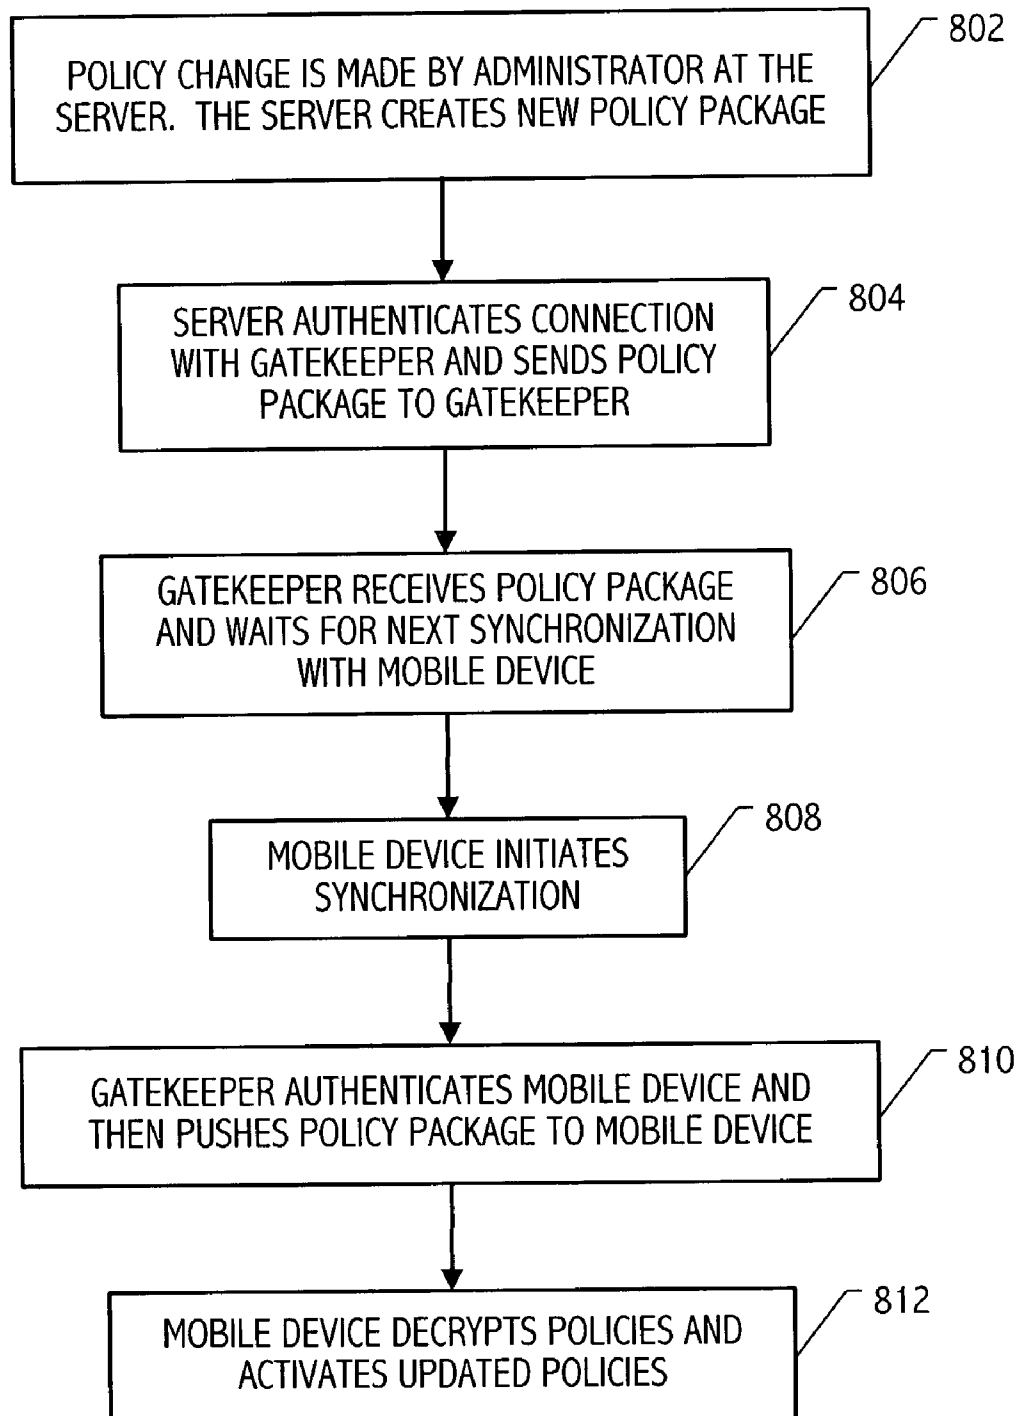 802
POLICY CHANGE IS MADE BY ADMINISTRATOR AT THE
SERVER. THE SERVER CREATES NEW POLICY PACKAGE
804
SERVER AUTHENTICATES CONNECTION
WITH GATEKEEPER AND SENDS POLICY
PACKAGE TO GATEKEEPER
806
GATEKEEPER RECEIVES POLICY PACKAGE
AND WAITS FOR NEXT SYNCHRONIZATION
WITH MOBILE DEVICE
808
MOBILE DEVICE INITIATES
SYNCHRONIZATION
810
GATEKEEPER AUTHENTICATES MOBILE DEVICE AND
THEN PUSHES POLICY PACKAGE TO MOBILE DEVICE
812
MOBILE DEVICE DECRYPTS POLICIES AND
ACTIVATES UPDATED POLICIES